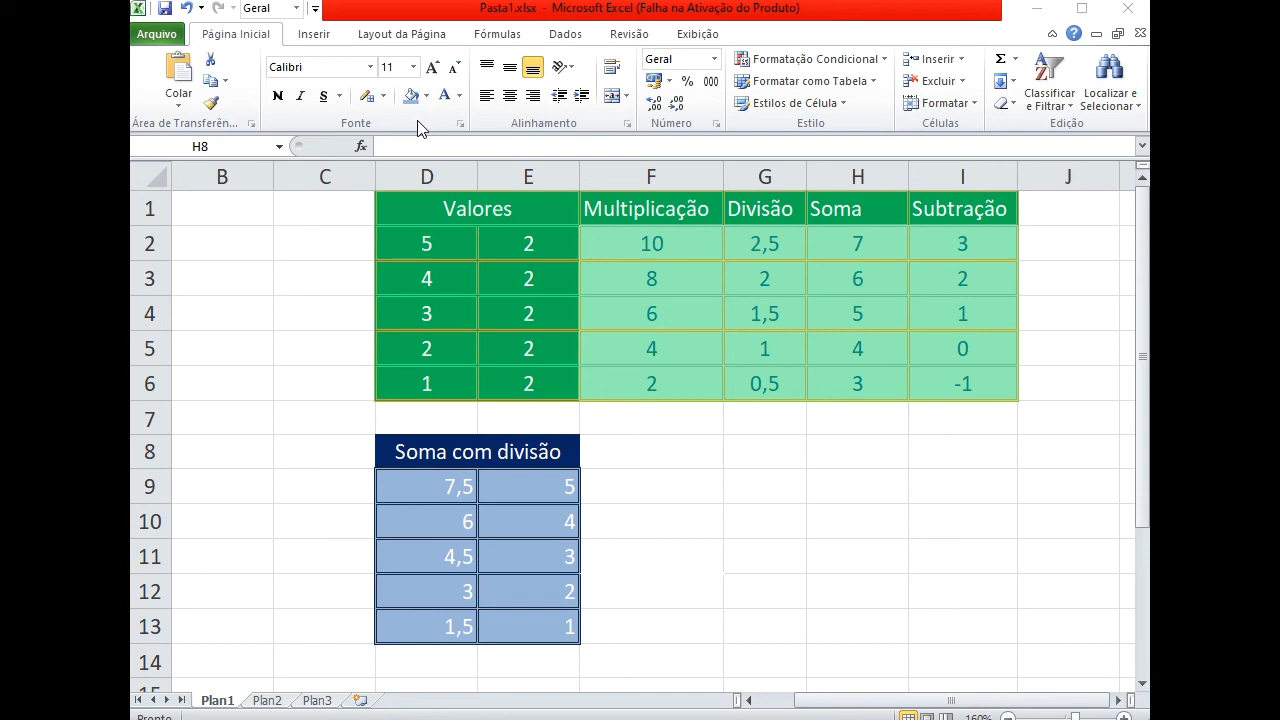 Geral
Pasta1.xlsx - Microsoft Excel (Falha na Ativação do Produto)
Arquivo Página Inicial Inserir Layout da Página Fórmulas Dados Revisão Exibição
Calibri 11 Geral Formatação Condicional Inserir Σ
Colar N I S % 000 Formatar como Tabela Excluir Classificar e Filtrar Localizar e Selecionar
Estilos de Célula Formatar
Área de Transferên... Fonte Alinhamento Número Estilo Células Edição
H8 fx
B C D E F G H I J
1 Valores Multiplicação Divisão Soma Subtração
2 5 2 10 2,5 7 3
3 4 2 8 2 6 2
4 3 2 6 1,5 5 1
5 2 2 4 1 4 0
6 1 2 2 0,5 3 -1
7
8 Soma com divisão
9 7,5 5
10 6 4
11 4,5 3
12 3 2
13 1,5 1
14
15
Plan1 Plan2 Plan3
Pronto 160%